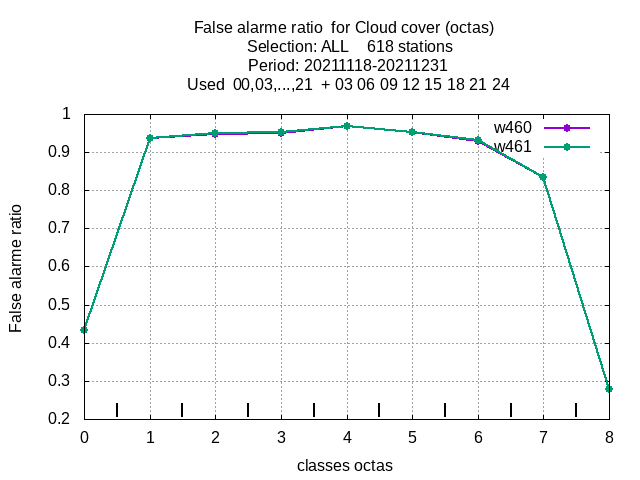 False alarme ratio  for Cloud cover (octas)
Selection: ALL    618 stations
Period: 20211118-20211231
Used  00,03,...,21  + 03 06 09 12 15 18 21 24
w460
w461
1
0.9
0.8
0.7
0.6
0.5
0.4
0.3
0.2
False alarme ratio
0 1 2 3 4 5 6 7 8
classes octas